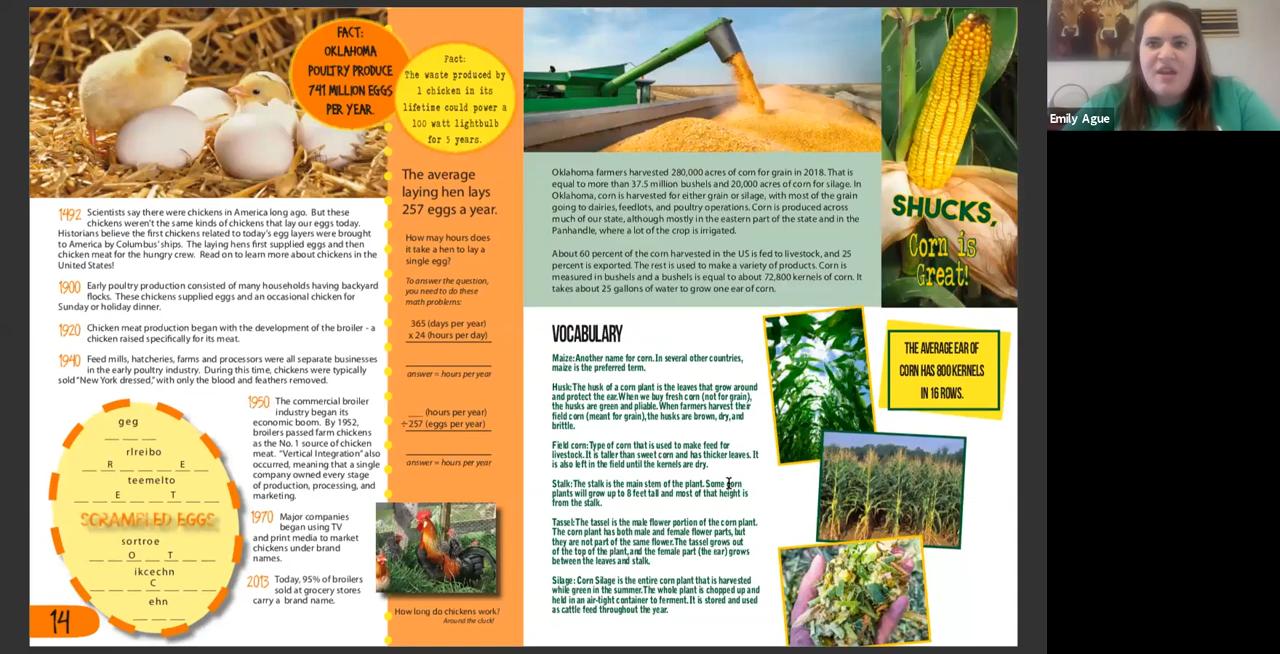 FACT:
OKLAHOMA
POULTRY PRODUCE
741 MILLION EGGS
PER YEAR.
Fact:
The waste produced by
1 chicken in its
lifetime could power a
100 watt lightbulb
for 5 years.
1492 Scientists say there were chickens in America long ago. But these
chickens weren't the same kinds of chickens that lay our eggs today.
Historians believe the first chickens related to today's egg layers were brought
to America by Columbus' ships. The laying hens first supplied eggs and then
chicken meat for the hungry crew. Read on to learn more about chickens in the
United States!
1900 Early poultry production consisted of many households having backyard
flocks. These chickens supplied eggs and an occasional chicken for
Sunday or holiday dinner.
1920 Chicken meat production began with the development of the broiler - a
chicken raised specifically for its meat.
1940 Feed mills, hatcheries, farms and processors were all separate businesses
in the early poultry industry. During this time, chickens were typically
sold "New York dressed," with only the blood and feathers removed.
1950 The commercial broiler
industry began its
economic boom. By 1952,
broilers passed farm chickens
as the No. 1 source of chicken
meat. "Vertical Integration" also
occurred, meaning that a single
company owned every stage
of production, processing, and
marketing.
1970 Major companies
began using TV
and print media to market
chickens under brand
names.
2013 Today, 95% of broilers
sold at grocery stores
carry a brand name.
geg
_ _ _
rlreibo
_ R _ _ _ E _
teemelto
_ _ E _ _ T _ _
SCRAMBLED EGGS
sortroe
_ O _ _ T _ _
ikcechn
_ _ _ C _ _ _
ehn
_ _ _
14
The average
laying hen lays
257 eggs a year.
How may hours does
it take a hen to lay a
single egg?
To answer the question,
you need to do these
math problems:
365 (days per year)
x 24 (hours per day)
answer = hours per year
___ (hours per year)
÷ 257 (eggs per year)
answer = hours per year
How long do chickens work?
Around the cluck!
SHUCKS,
Corn is
Great!
Oklahoma farmers harvested 280,000 acres of corn for grain in 2018. That is
equal to more than 37.5 million bushels and 20,000 acres of corn for silage. In
Oklahoma, corn is harvested for either grain or silage, with most of the grain
going to dairies, feedlots, and poultry operations. Corn is produced across
much of our state, although mostly in the eastern part of the state and in the
Panhandle, where a lot of the crop is irrigated.
About 60 percent of the corn harvested in the US is fed to livestock, and 25
percent is exported. The rest is used to make a variety of products. Corn is
measured in bushels and a bushels is equal to about 72,800 kernels of corn. It
takes about 25 gallons of water to grow one ear of corn.
VOCABULARY
Maize: Another name for corn. In several other countries,
maize is the preferred term.
Husk: The husk of a corn plant is the leaves that grow around
and protect the ear. When we buy fresh corn (not for grain),
the husks are green and pliable. When farmers harvest their
field corn (meant for grain), the husks are brown, dry, and
brittle.
Field corn: Type of corn that is used to make feed for
livestock. It is taller than sweet corn and has thicker leaves. It
is also left in the field until the kernels are dry.
Stalk: The stalk is the main stem of the plant. Some corn
plants will grow up to 8 feet tall and most of that height is
from the stalk.
Tassel: The tassel is the male flower portion of the corn plant.
The corn plant has both male and female flower parts, but
they are not part of the same flower. The tassel grows out
of the top of the plant, and the female part (the ear) grows
between the leaves and stalk.
Silage: Corn Silage is the entire corn plant that is harvested
while green in the summer. The whole plant is chopped up and
held in an air-tight container to ferment. It is stored and used
as cattle feed throughout the year.
THE AVERAGE EAR OF
CORN HAS 800 KERNELS
IN 16 ROWS.
Emily Ague